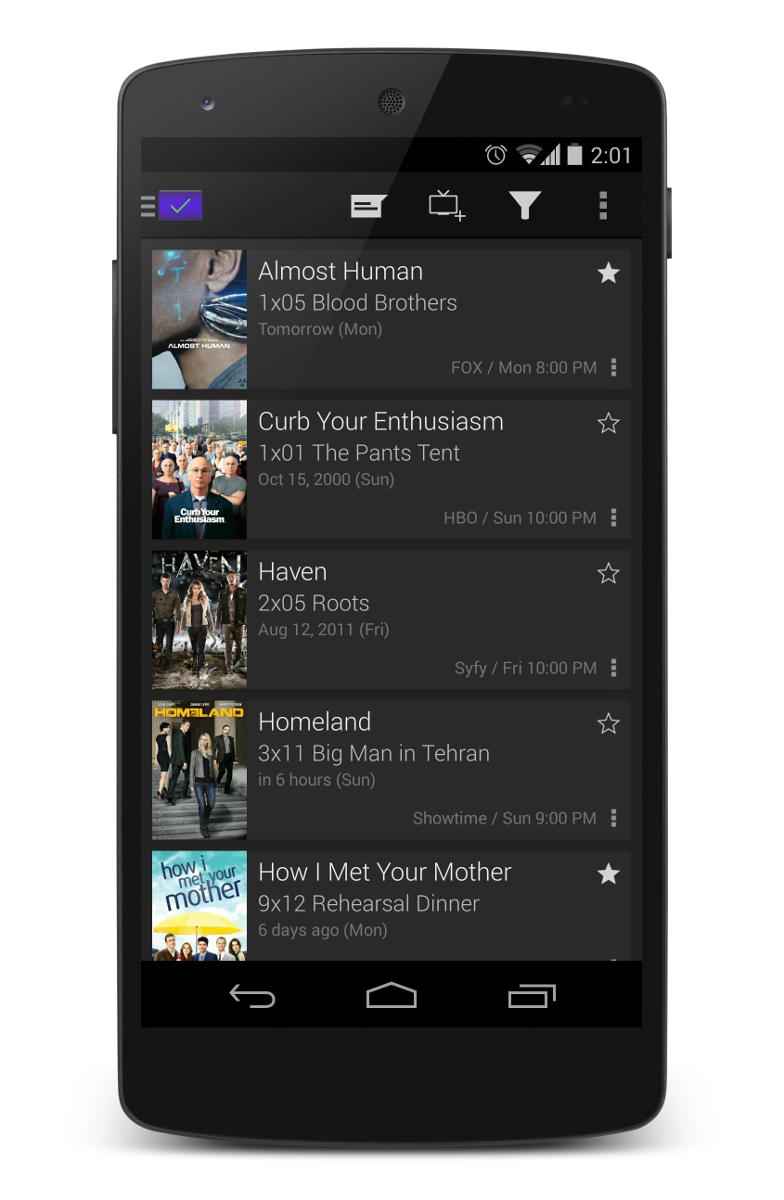 2:01
Almost Human
1x05 Blood Brothers
Tomorrow (Mon)
FOX / Mon 8:00 PM
ALMOST HUMAN
Curb Your Enthusiasm
1x01 The Pants Tent
Oct 15, 2000 (Sun)
HBO / Sun 10:00 PM
Curb Your
Enthusiasm
Haven
2x05 Roots
Aug 12, 2011 (Fri)
Syfy / Fri 10:00 PM
HAVEN
Homeland
3x11 Big Man in Tehran
in 6 hours (Sun)
Showtime / Sun 9:00 PM
HOMELAND
How I Met Your Mother
9x12 Rehearsal Dinner
6 days ago (Mon)
how i
met your
mother